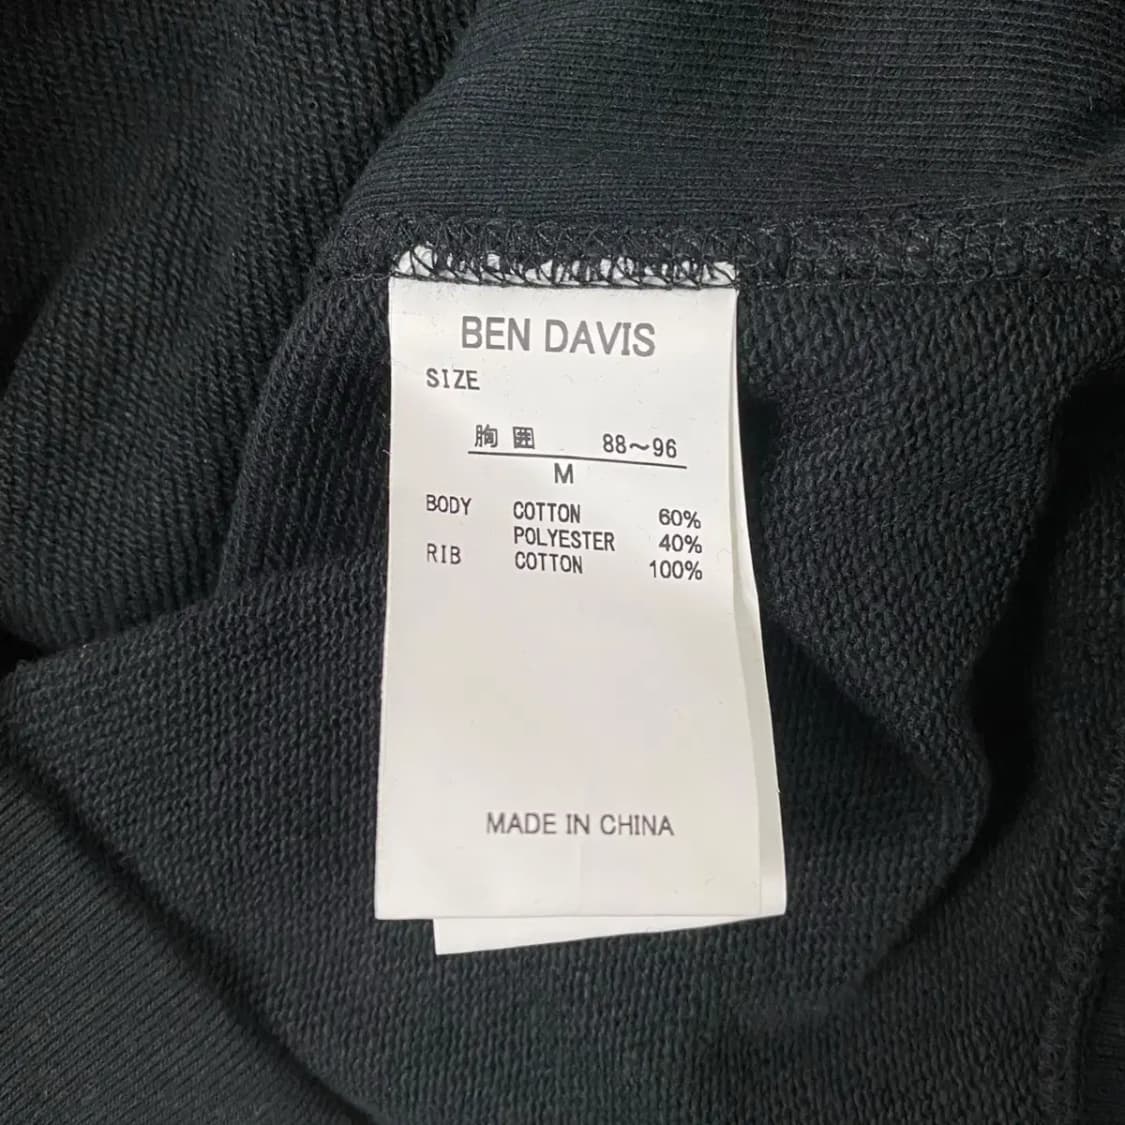 BEN DAVIS
SIZE
胸囲 88～96
M
BODY COTTON 60%
POLYESTER 40%
RIB COTTON 100%
MADE IN CHINA